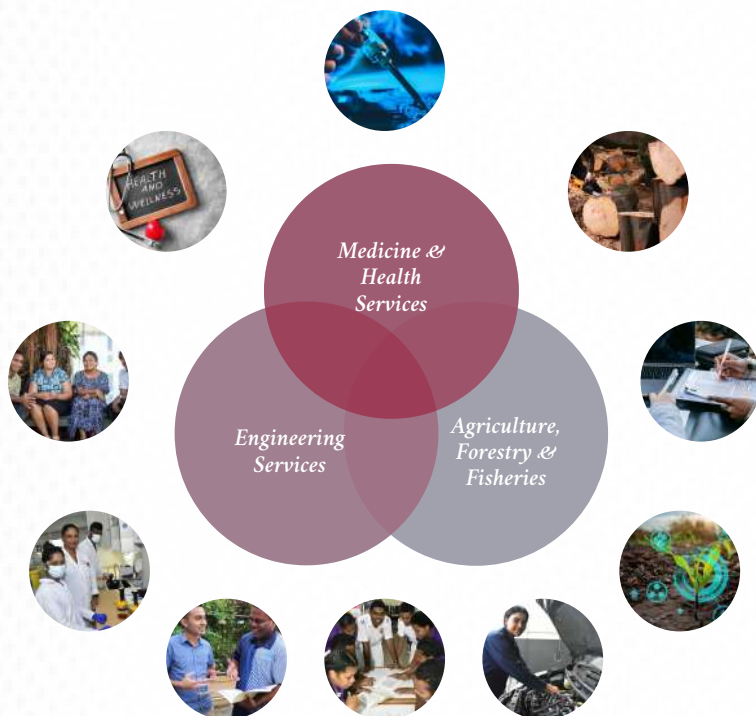 HEALTH
AND
WELLNESS
Medicine &
Health
Services
Engineering
Services
Agriculture,
Forestry &
Fisheries